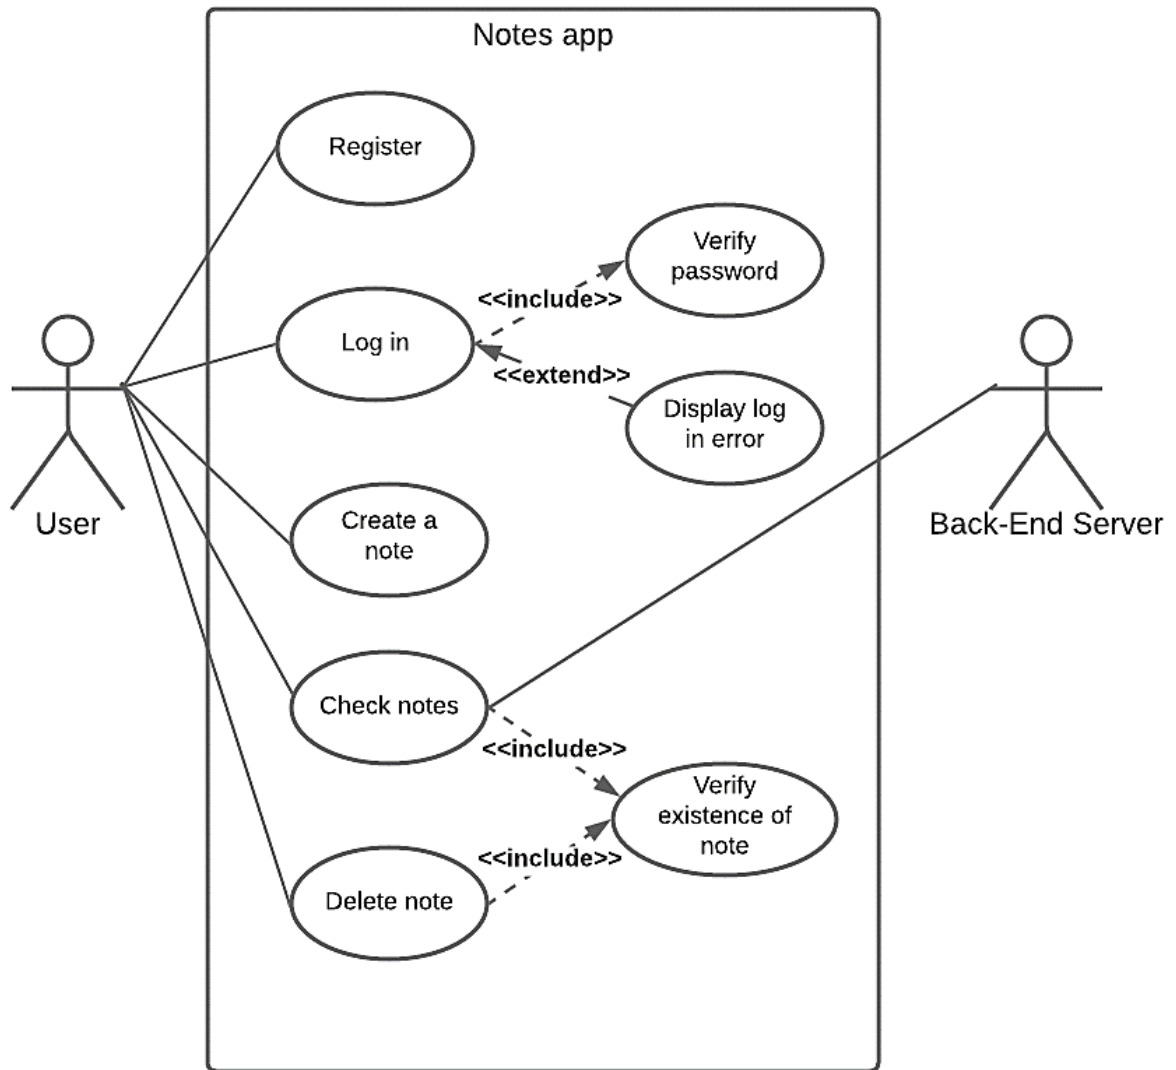 Notes app
Register
Verify
password
<<include>>
Log in
<<extend>>
Display log
in error
User
Back-End Server
Create a
note
Check notes
<<include>>
Verify
existence of
note
<<include>>
Delete note